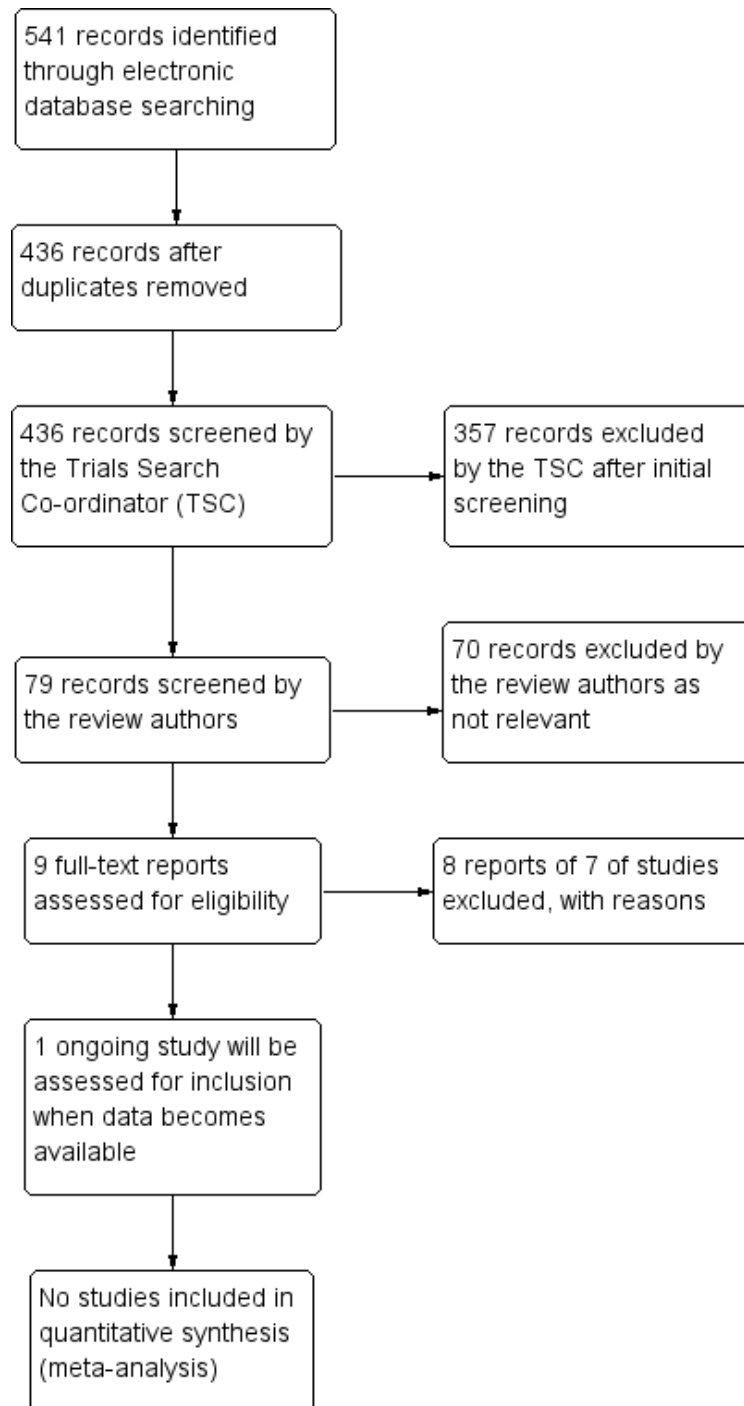 541 records identified
through electronic
database searching
436 records after
duplicates removed
436 records screened by
the Trials Search
Co-ordinator (TSC)
357 records excluded
by the TSC after initial
screening
79 records screened by
the review authors
70 records excluded by
the review authors as
not relevant
9 full-text reports
assessed for eligibility
8 reports of 7 of studies
excluded, with reasons
1 ongoing study will be
assessed for inclusion
when data becomes
available
No studies included in
quantitative synthesis
(meta-analysis)